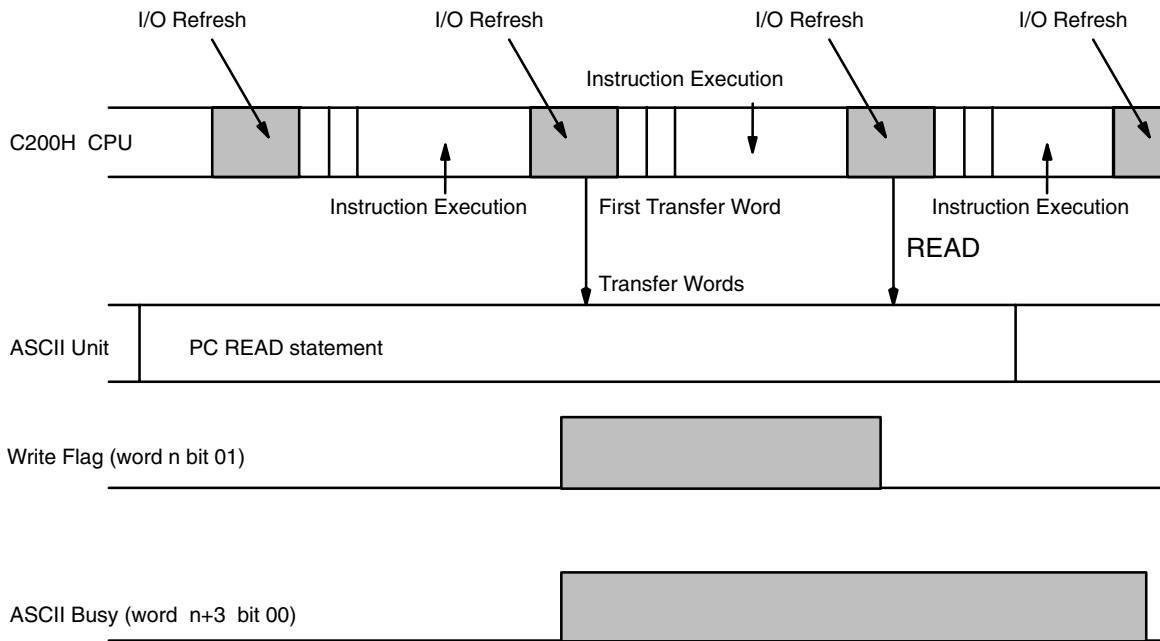 I/O Refresh
I/O Refresh
I/O Refresh
I/O Refresh
Instruction Execution
C200H CPU
Instruction Execution
First Transfer Word
Instruction Execution
READ
Transfer Words
ASCII Unit
PC READ statement
Write Flag (word n bit 01)
ASCII Busy (word n+3 bit 00)